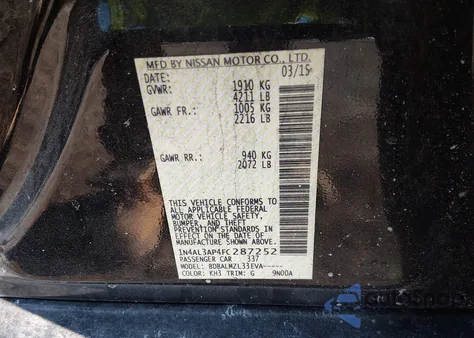 MFD BY NISSAN MOTOR CO., LTD.
DATE: 03/15
GVWR: 1910 KG
4211 LB
GAWR FR.: 1005 KG
2216 LB
GAWR RR.: 940 KG
2072 LB
THIS VEHICLE CONFORMS TO
ALL APPLICABLE FEDERAL
MOTOR VEHICLE SAFETY,
BUMPER, AND THEFT
PREVENTION STANDARDS IN
EFFECT ON THE DATE OF
MANUFACTURE SHOWN ABOVE.
1N4AL3AP4FC287252
PASSENGER CAR 337
MODEL: BDBALMZL33EVA-----
COLOR: KH3 TRIM: G 9N00A
AutoSnap